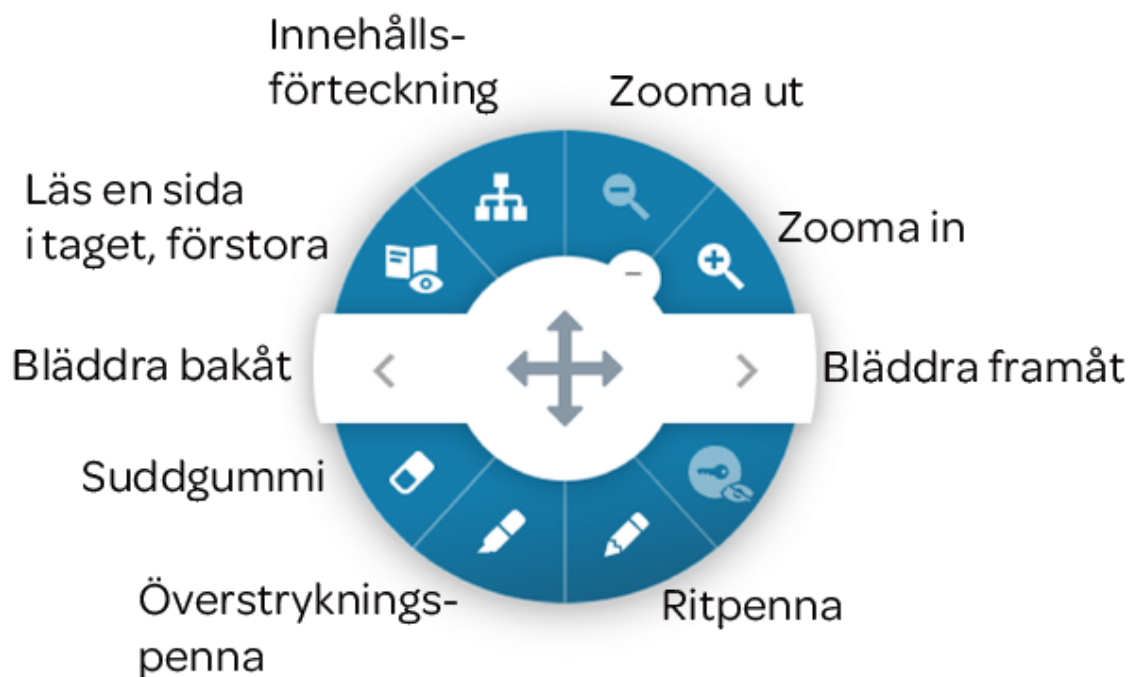 Innehålls-
förteckning
Zooma ut
Läs en sida
i taget, förstora
Zooma in
Bläddra bakåt
Bläddra framåt
Suddgummi
Överstryknings-
penna
Ritpenna